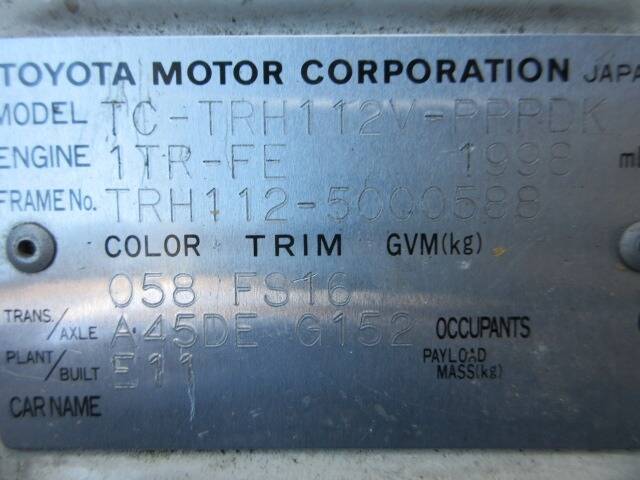 TOYOTA MOTOR CORPORATION JAPA
MODEL TC-TRH112V-RRPDK
ENGINE 1TR-FE 1998 m
FRAME No. TRH112-5000588
COLOR TRIM GVM(kg)
058 FS16
TRANS./AXLE A45DE G152 OCCUPANTS
PLANT/BUILT E11 PAYLOAD MASS(kg)
CAR NAME